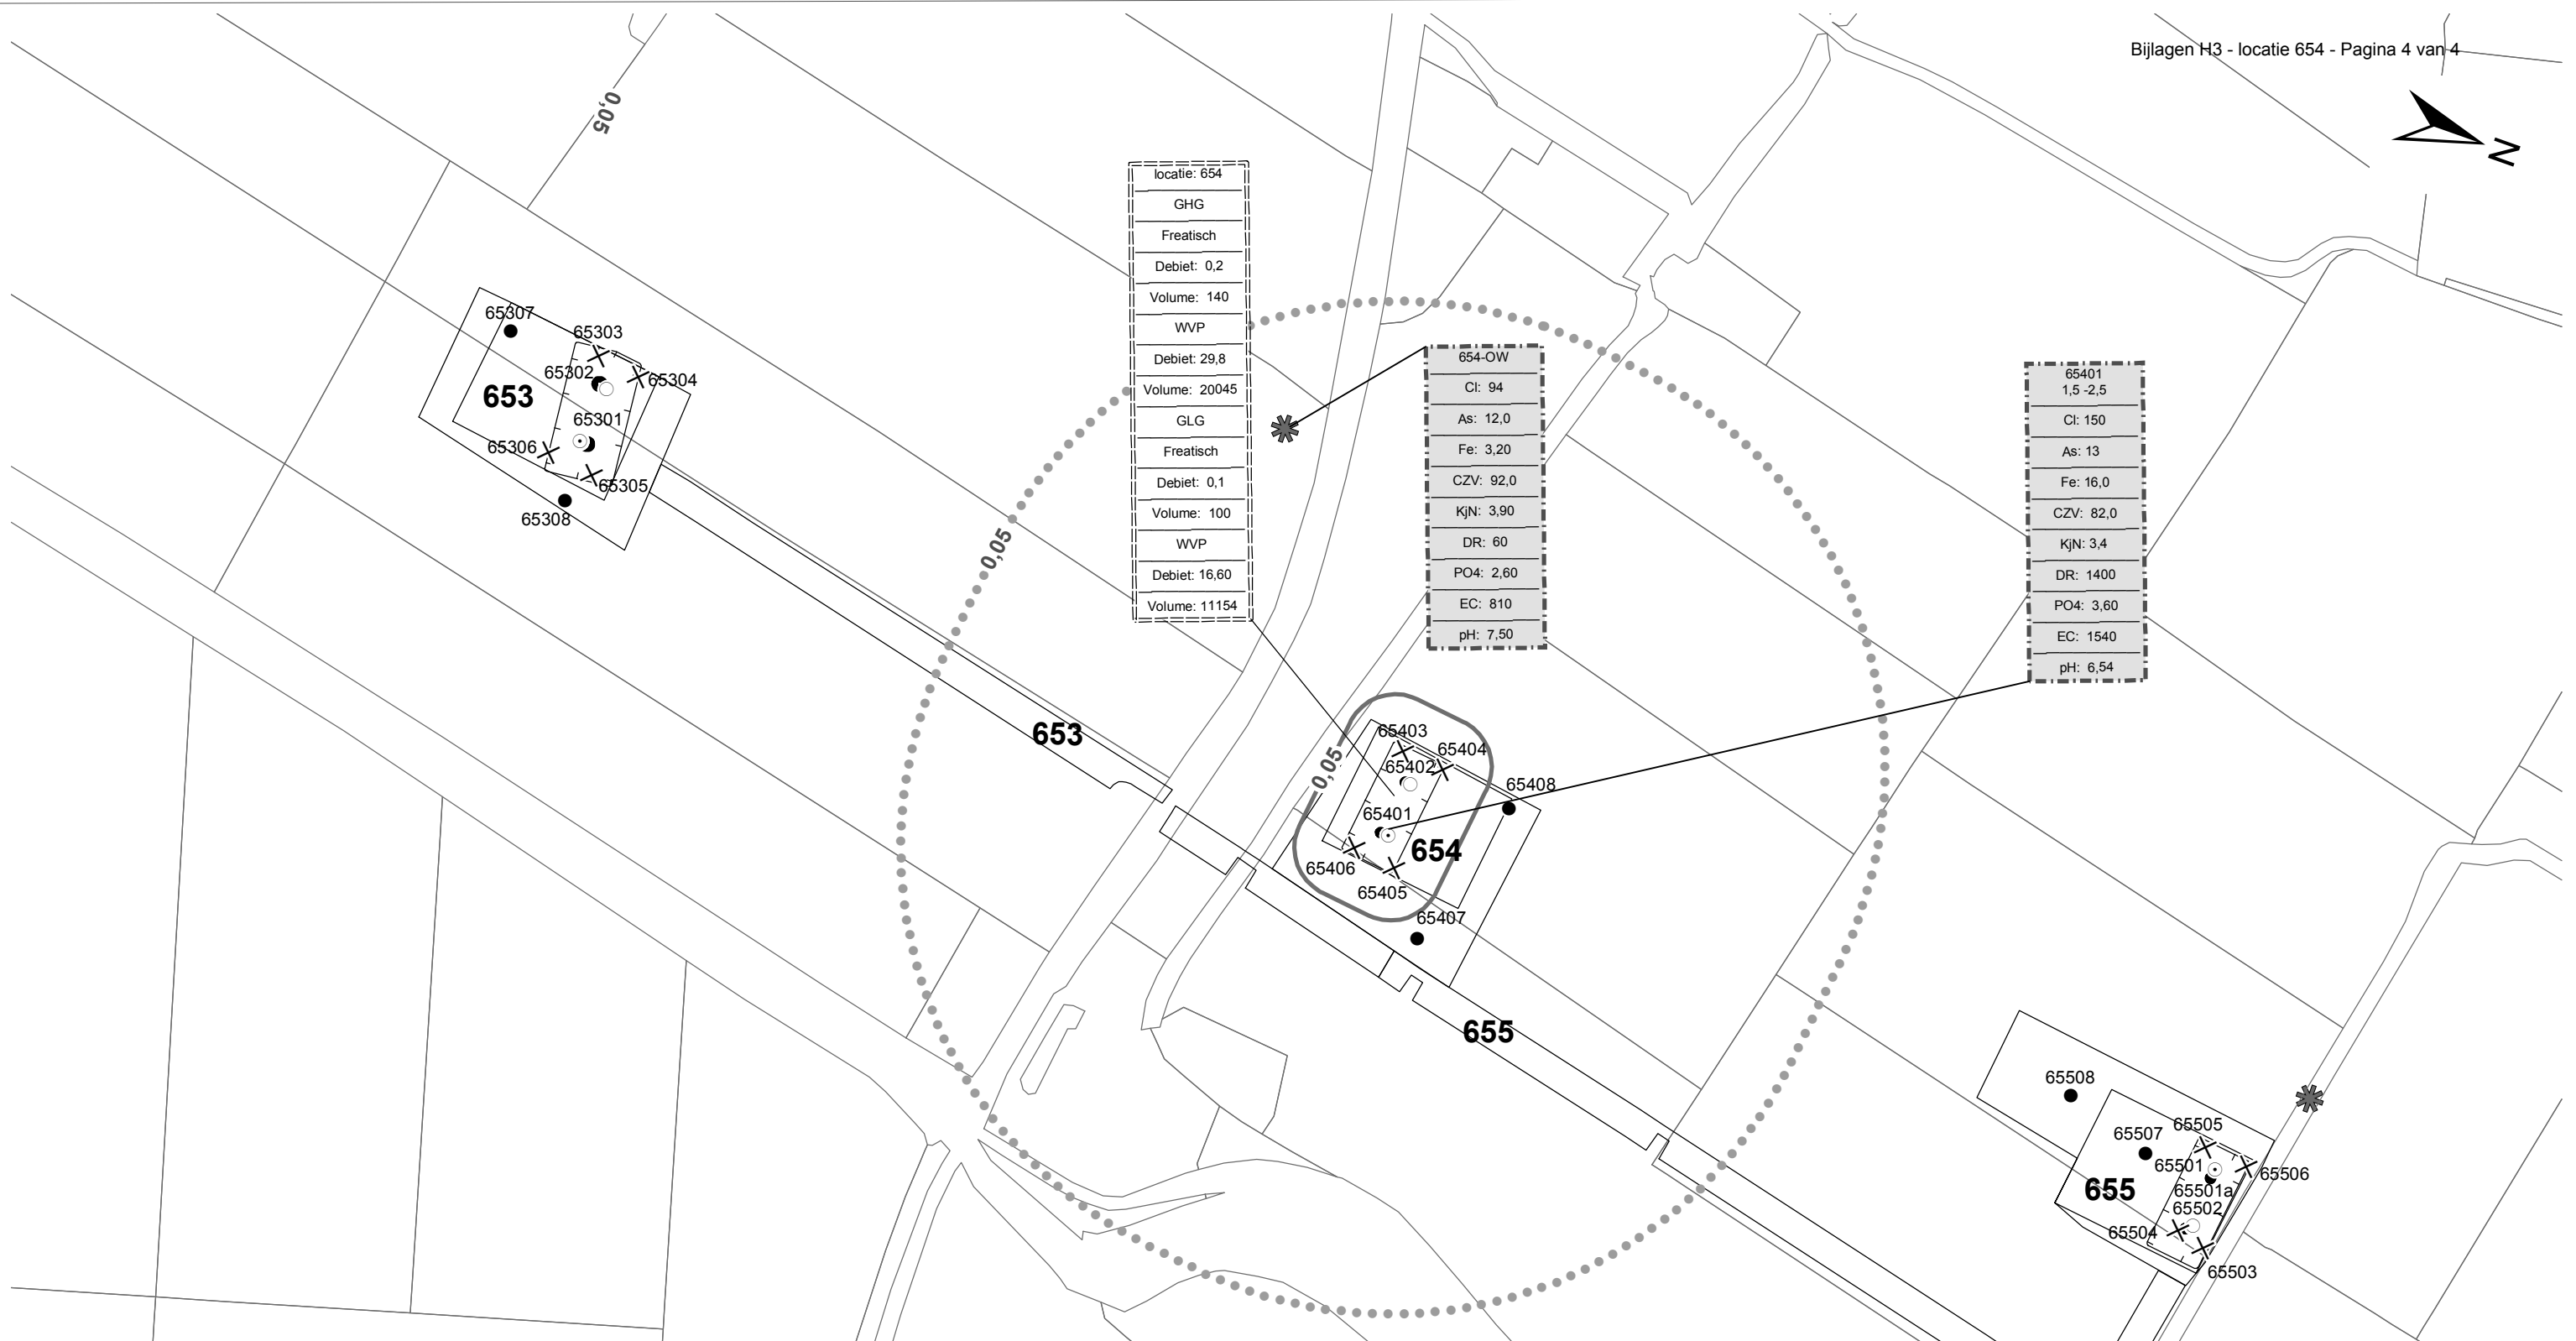 Bijlagen H3 - locatie 654 - Pagina 4 van 4
N
0,05
locatie: 654
GHG
Freatisch
Debiet: 0,2
Volume: 140
WVP
Debiet: 29,8
Volume: 20045
GLG
Freatisch
Debiet: 0,1
Volume: 100
WVP
Debiet: 16,60
Volume: 11154
654-OW
Cl: 94
As: 12,0
Fe: 3,20
CZV: 92,0
KjN: 3,90
DR: 60
PO4: 2,60
EC: 810
pH: 7,50
65401
1,5 -2,5
Cl: 150
As: 13
Fe: 16,0
CZV: 82,0
KjN: 3,4
DR: 1400
PO4: 3,60
EC: 1540
pH: 6,54
65307
65303
65302
65304
653
65301
65306
65305
65308
0,05
653
65403
65404
65402
0,05
65408
65401
654
65406
65405
65407
655
65508
65505
65507
65501
65506
65501a
655
65502
65504
65503